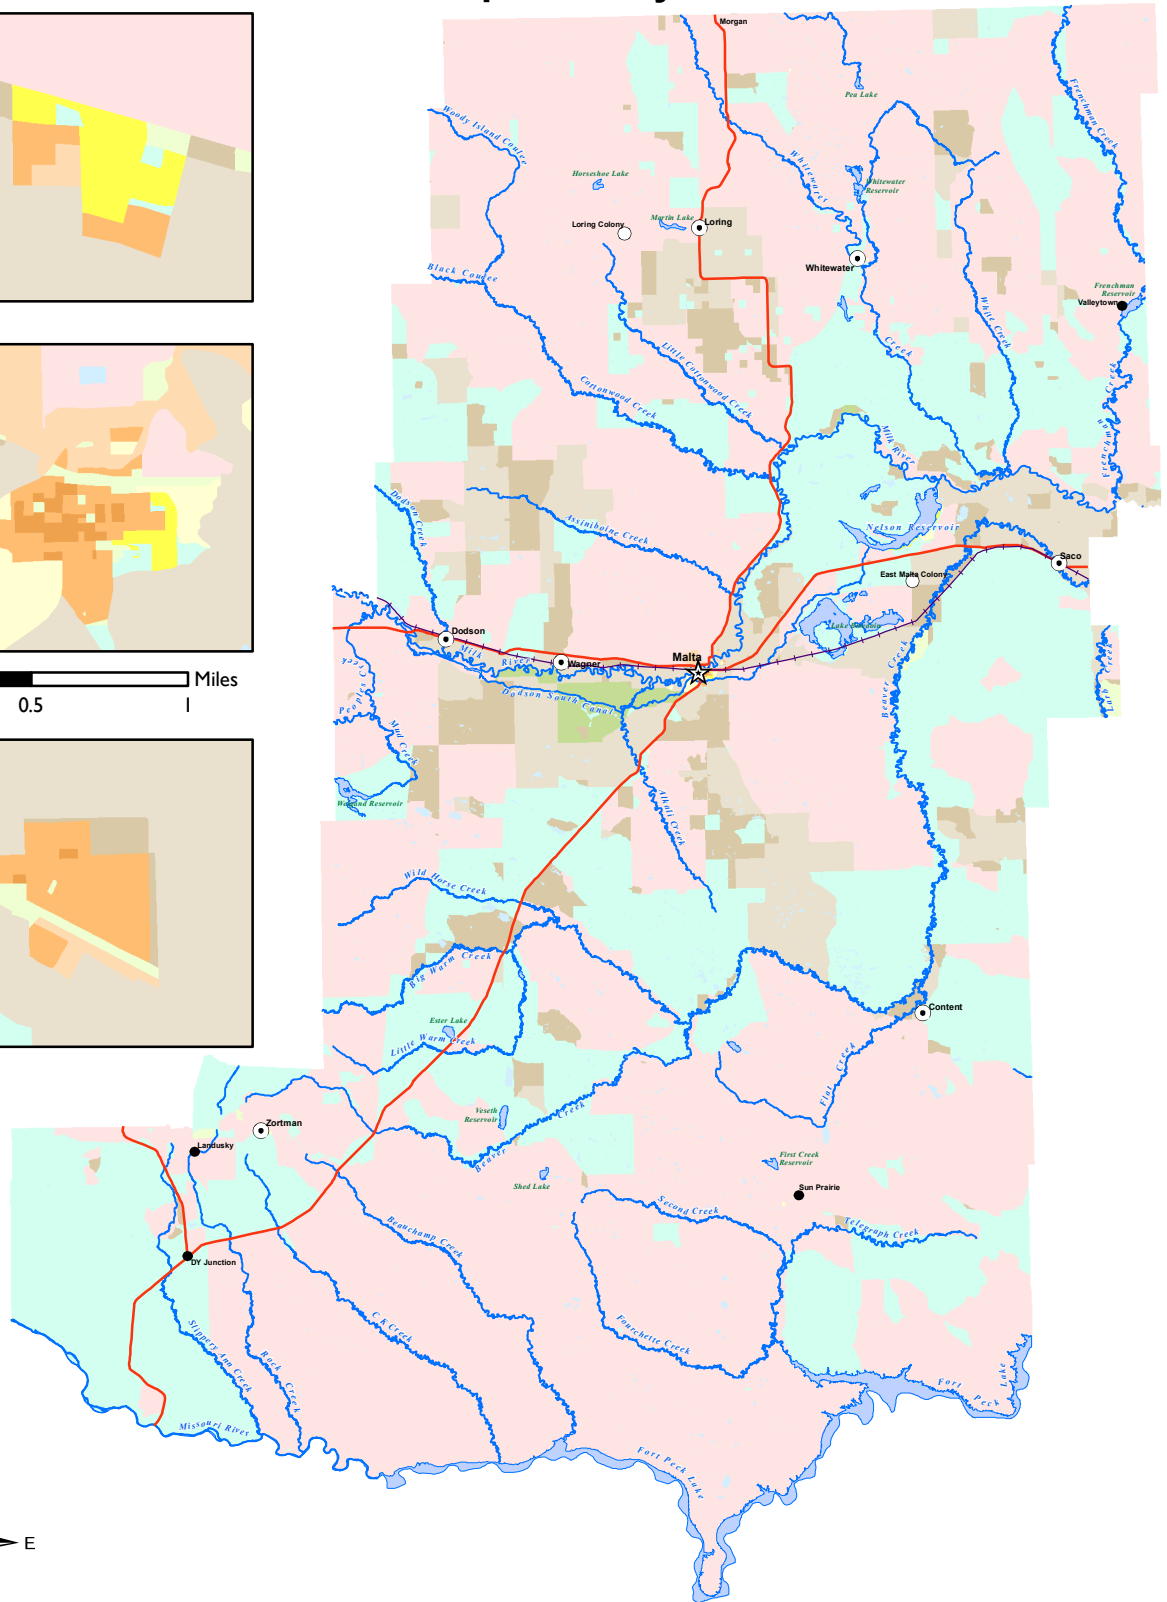 Morgan
Pea Lake
Frenchman Creek
Woody Island Coulee
Whitewater
Horseshoe Lake
Whitewater
Reservoir
Martin Lake
Loring
Loring Colony
Whitewater
Black Coulee
Frenchman
Reservoir
Valleytown
White Creek
Creek
Little Cottonwood Creek
Cottonwood Creek
Frenchman Creek
Milk River
Dodson Creek
Assiniboine Creek
Nelson Reservoir
Saco
East Malta Colony
Lake Bowdoin
Dodson
Milk River
Wagner
Malta
Beaver Creek
Larb Creek
Peoples Creek
Dodson South Canal
Mud Creek
Miles
0.5
1
Alkali Creek
Wild Horse Creek
Big Warm Creek
Content
Ester Lake
Little Warm Creek
Flat Creek
Veseth
Reservoir
Beaver Creek
Zortman
Landusky
First Creek
Reservoir
Shed Lake
Sun Prairie
Second Creek
Telegraph Creek
Beauchamp Creek
DY Junction
C K Creek
Fourchette Creek
Slippery Ann Creek
Rock Creek
Fort Peck Lake
Missouri River
Fort Peck Lake
E